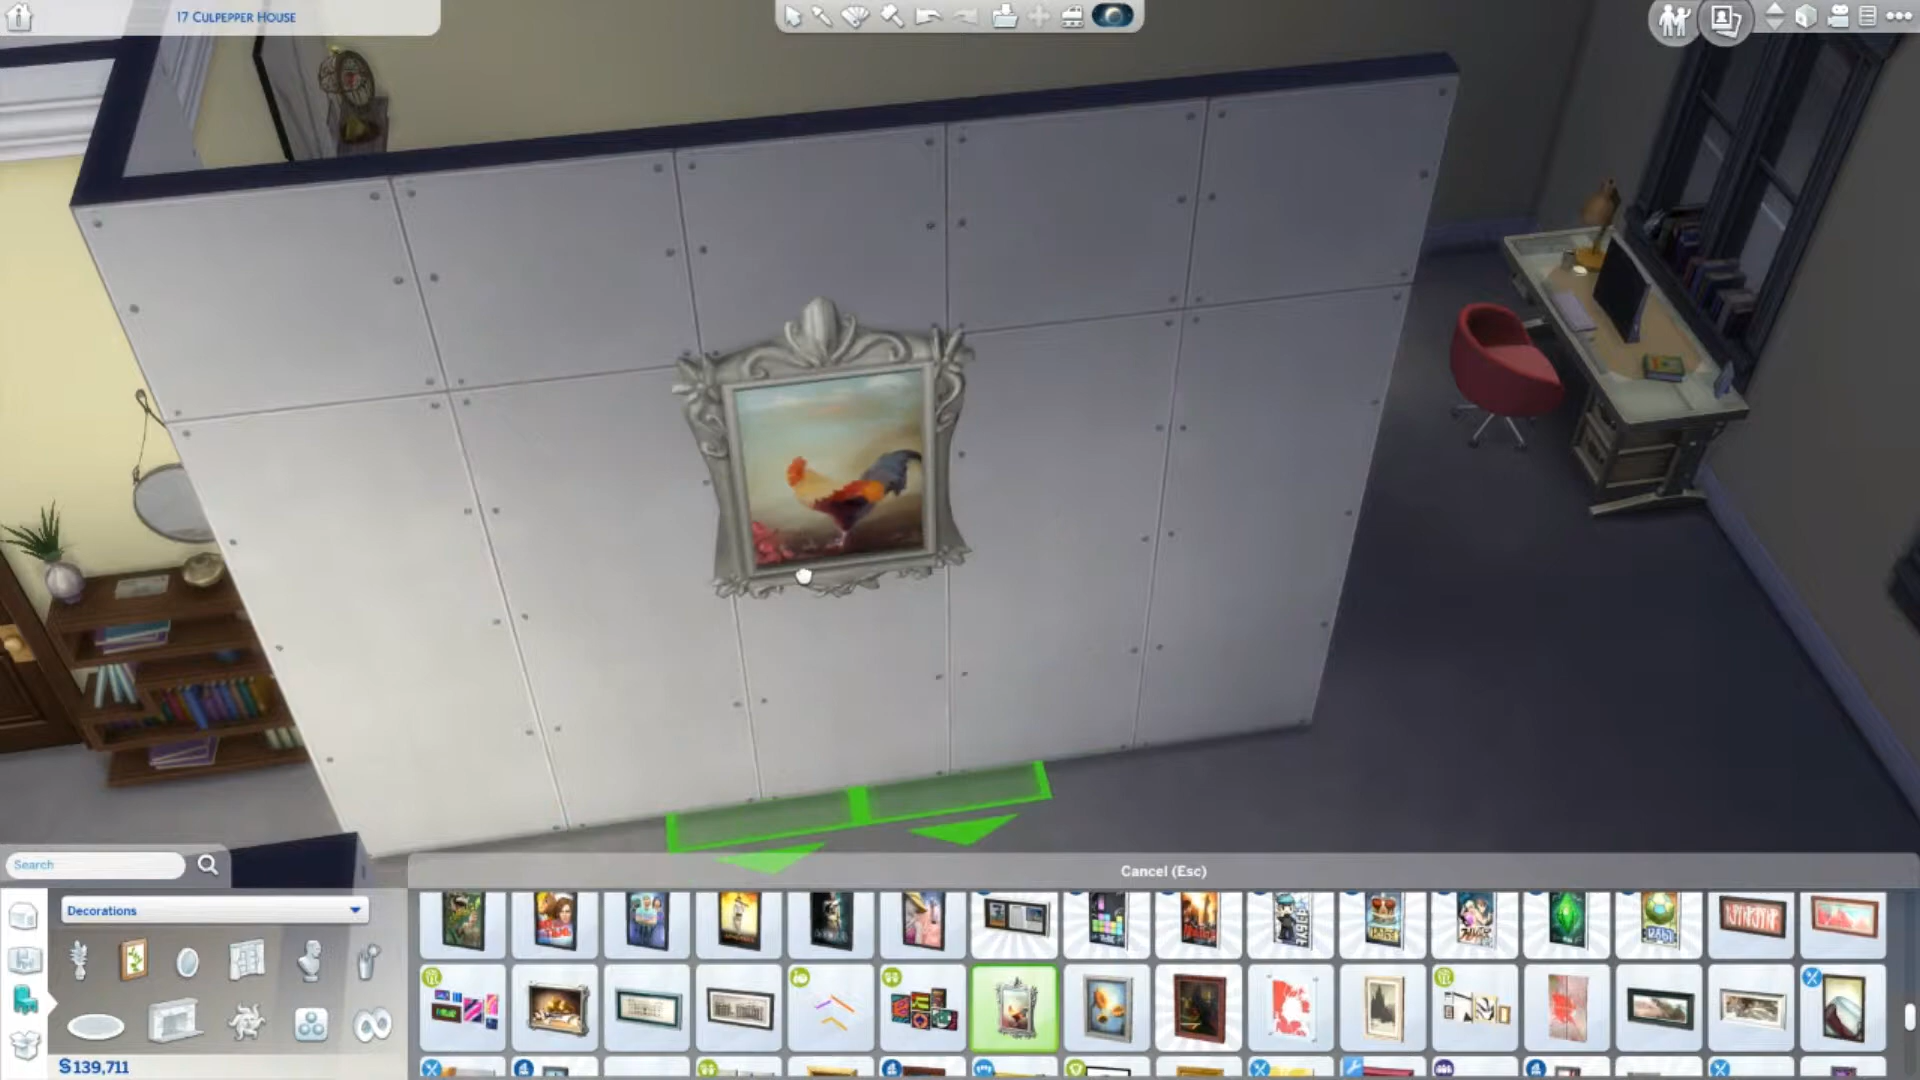 17 CULPEPPER HOUSE
Search
Cancel (Esc)
Decorations
$139,711